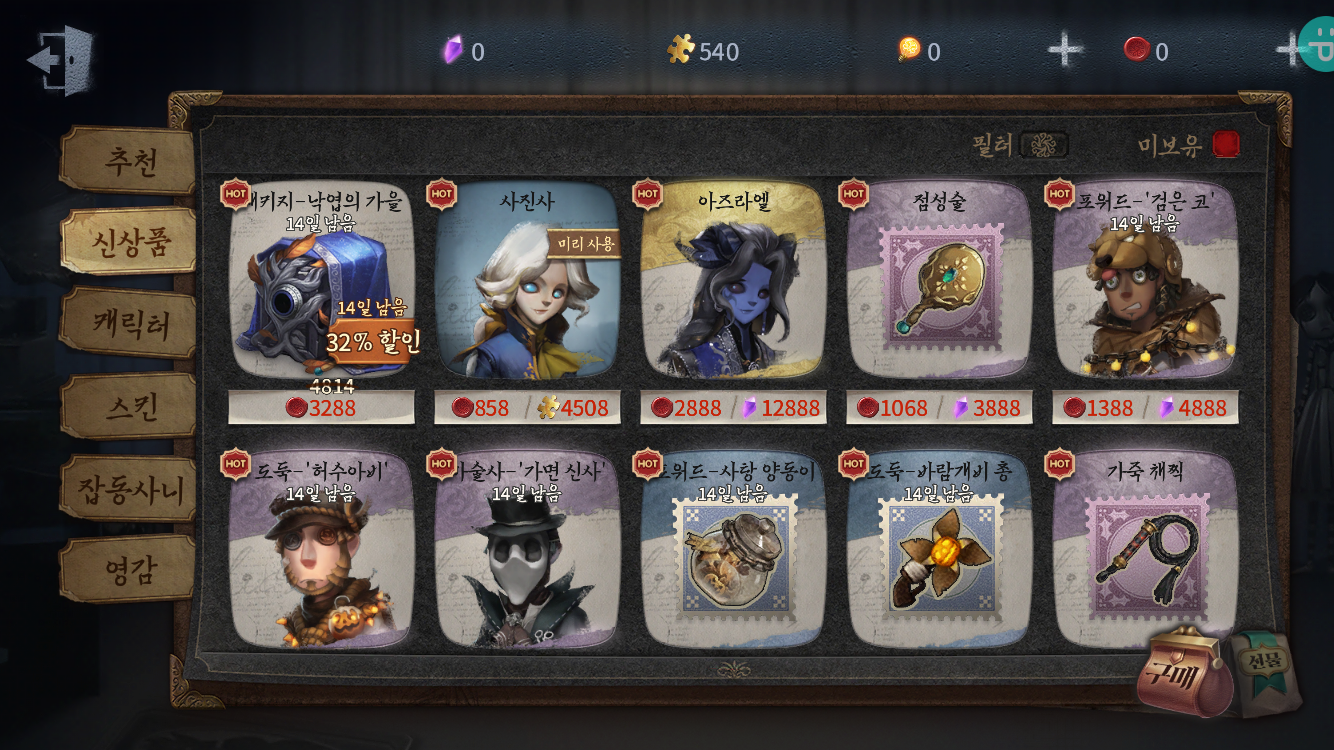 0
540
0
0
추천
신상품
캐릭터
스킨
잡동사니
영감
필터
미보유
HOT
키지-낙엽의 가을
14일 남음
14일 남음
32% 할인
4814
3288
HOT
사진사
미리 사용
858 / 4508
HOT
아즈라엘
2888 / 12888
HOT
점성술
1068 / 3888
HOT
포워드-'검은 코'
14일 남음
1388 / 4888
HOT
도둑-'허수아비'
14일 남음
HOT
술사-'가면 신사'
14일 남음
HOT
워드-사탕 양동이
14일 남음
HOT
도둑-바람개비 총
14일 남음
HOT
가죽 채찍
구매
선물